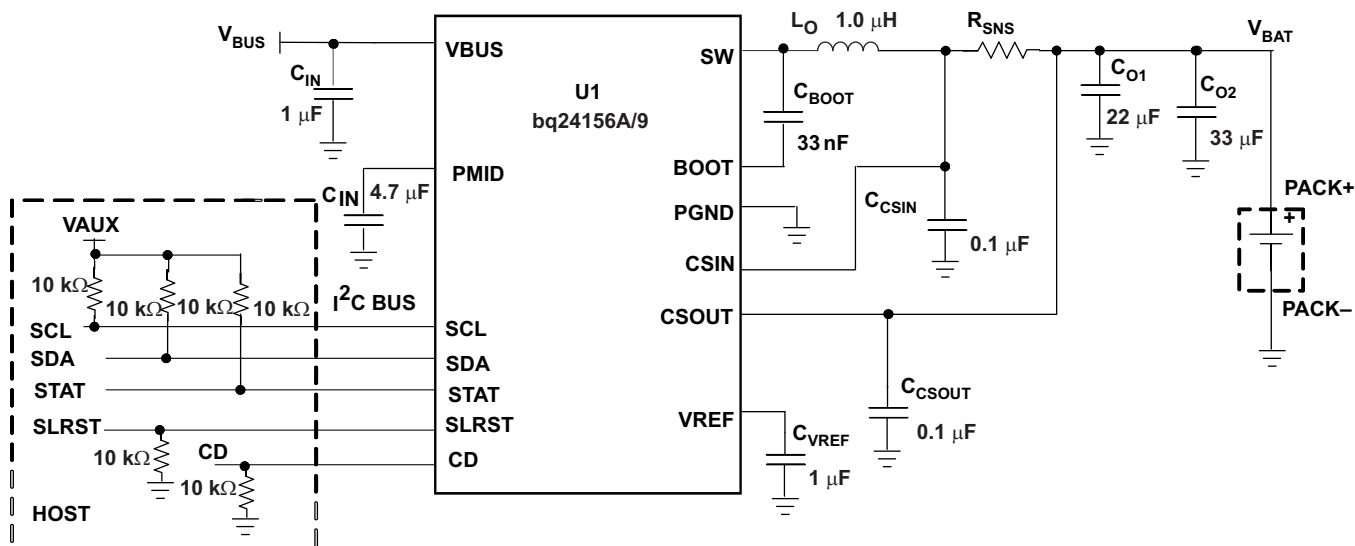 V_BUS
C_IN
1 μF
VBUS
U1
bq24156A/9
SW
L_O 1.0 μH
R_SNS
V_BAT
C_BOOT
33 nF
C_O1
22 μF
C_O2
33 μF
PMID
C_IN
4.7 μF
BOOT
PGND
CSIN
C_CSIN
0.1 μF
PACK+
+
PACK–
VAUX
10 kΩ
10 kΩ
10 kΩ
I²C BUS
SCL
SCL
CSOUT
SDA
SDA
STAT
STAT
C_CSOUT
0.1 μF
SLRST
SLRST
VREF
C_VREF
1 μF
10 kΩ
CD
CD
10 kΩ
HOST